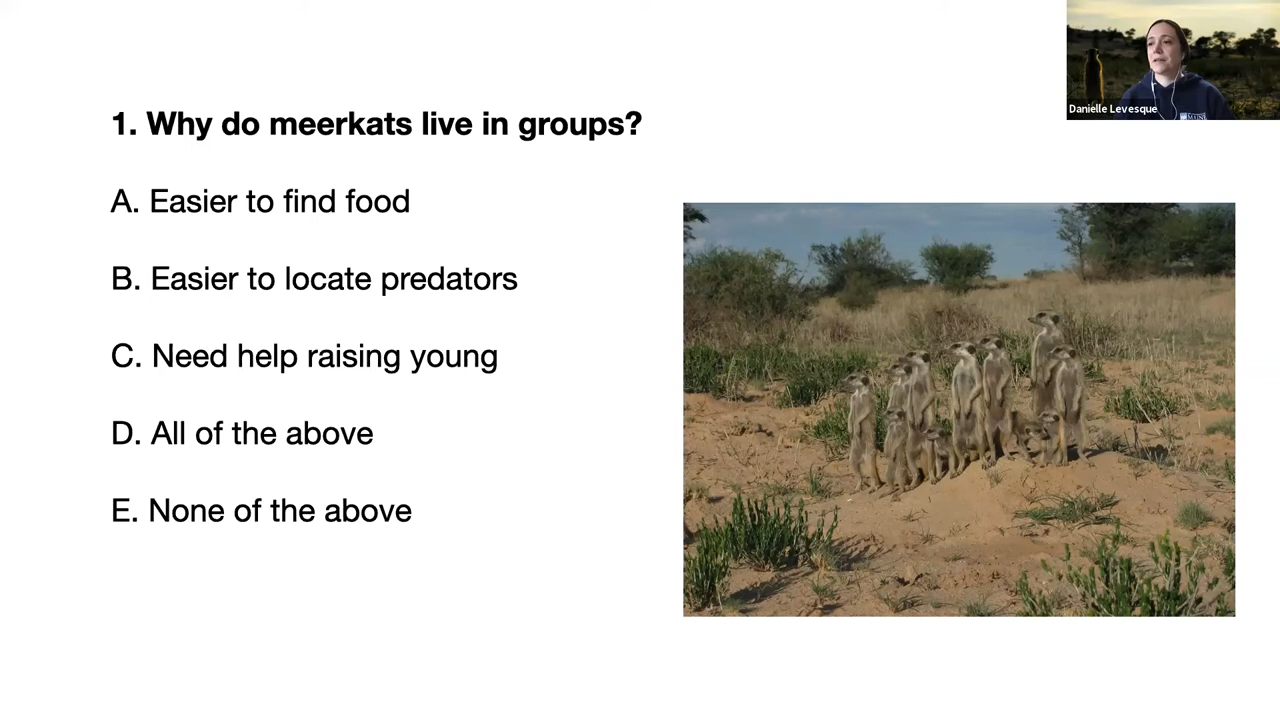 1. Why do meerkats live in groups?
A. Easier to find food
B. Easier to locate predators
C. Need help raising young
D. All of the above
E. None of the above
Danielle Levesque